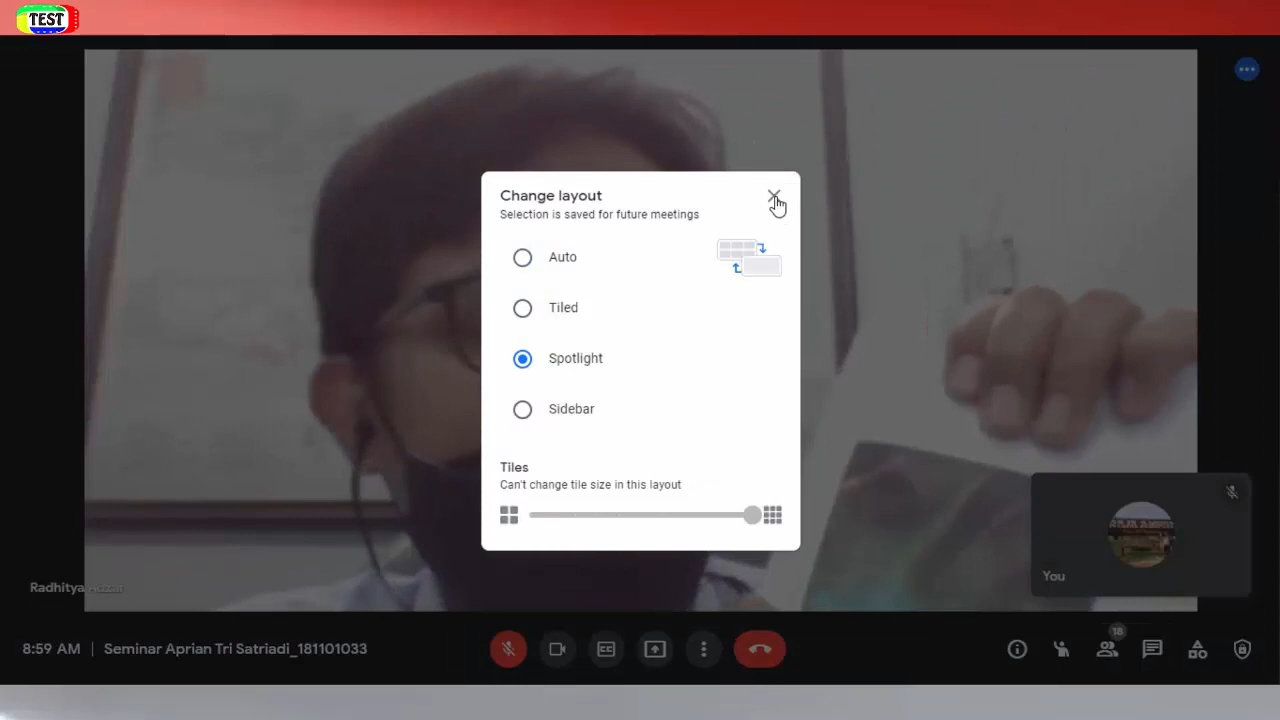 TEST
Change layout
Selection is saved for future meetings
Auto
Tiled
Spotlight
Sidebar
Tiles
Can't change tile size in this layout
You
Radhitya
8:59 AM | Seminar Aprian Tri Satriadi_181101033
18